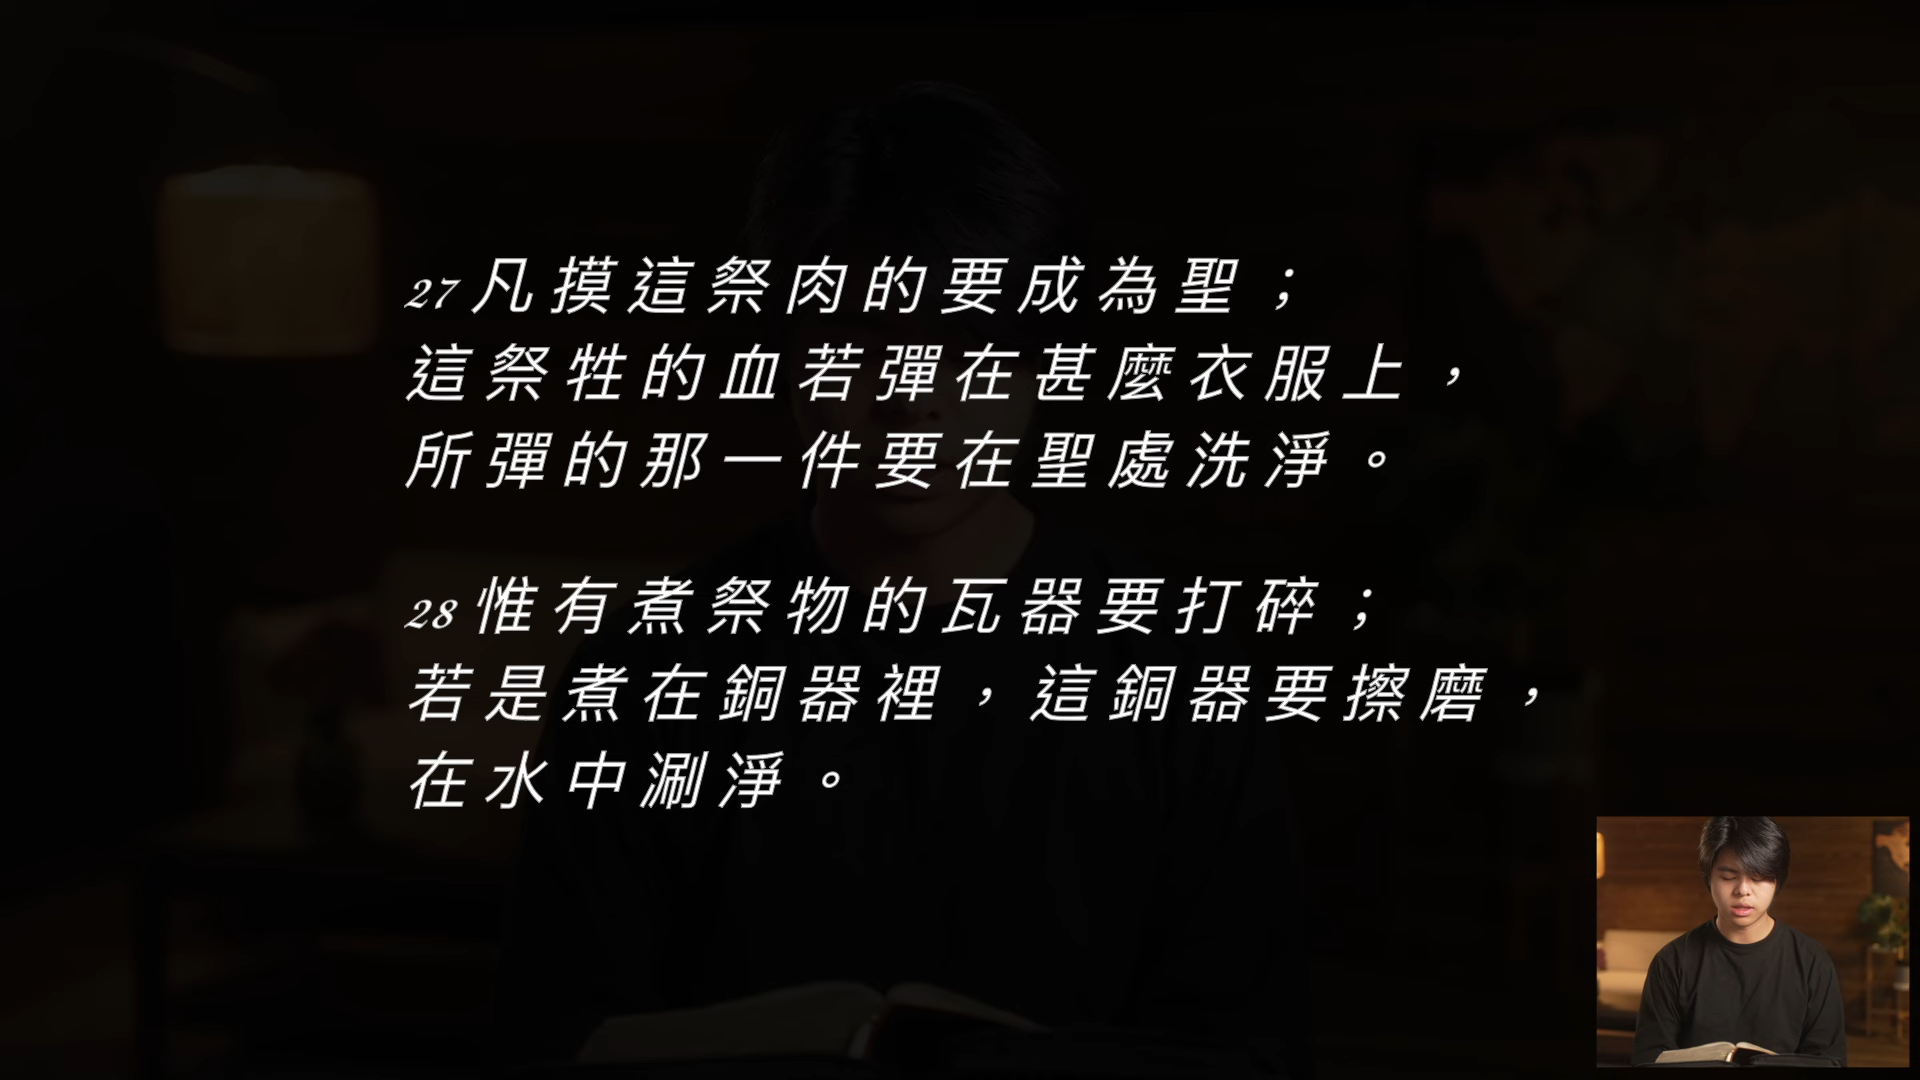 27 凡摸這祭肉的要成為聖；
這祭牲的血若彈在甚麼衣服上，
所彈的那一件要在聖處洗淨。
28 惟有煮祭物的瓦器要打碎；
若是煮在銅器裡，這銅器要擦磨，
在水中涮淨。